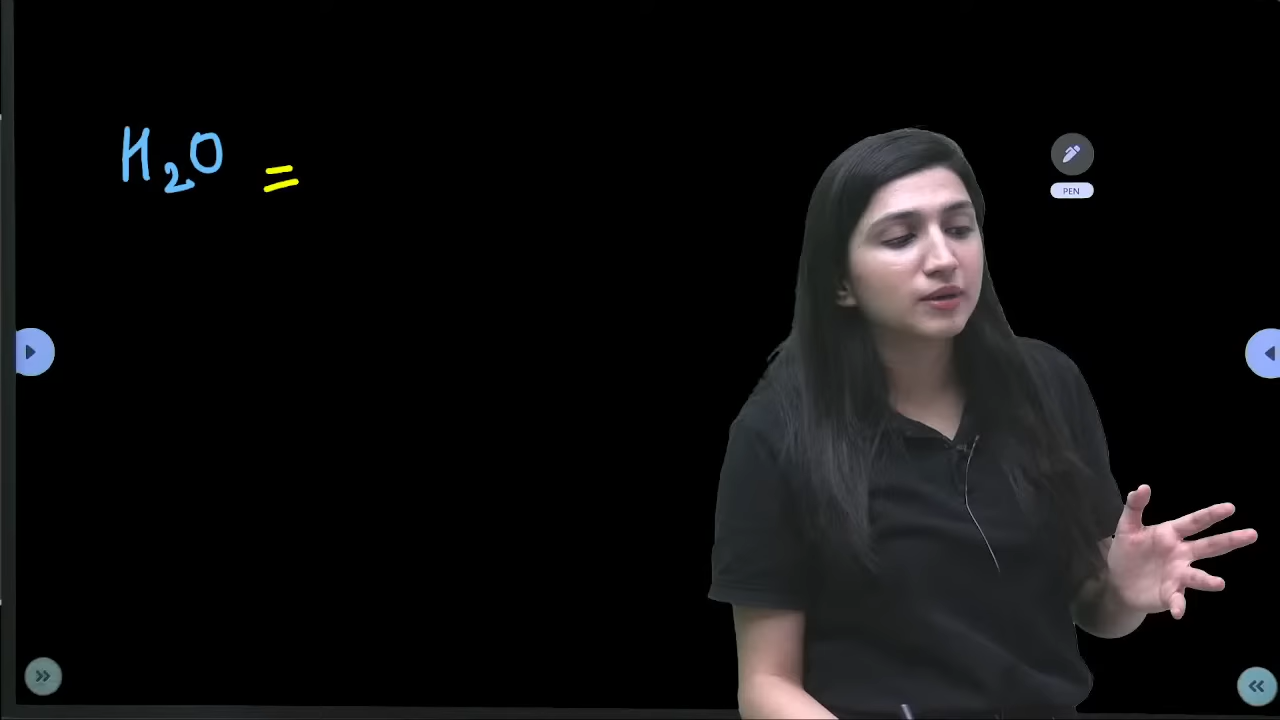 H₂O =
PEN